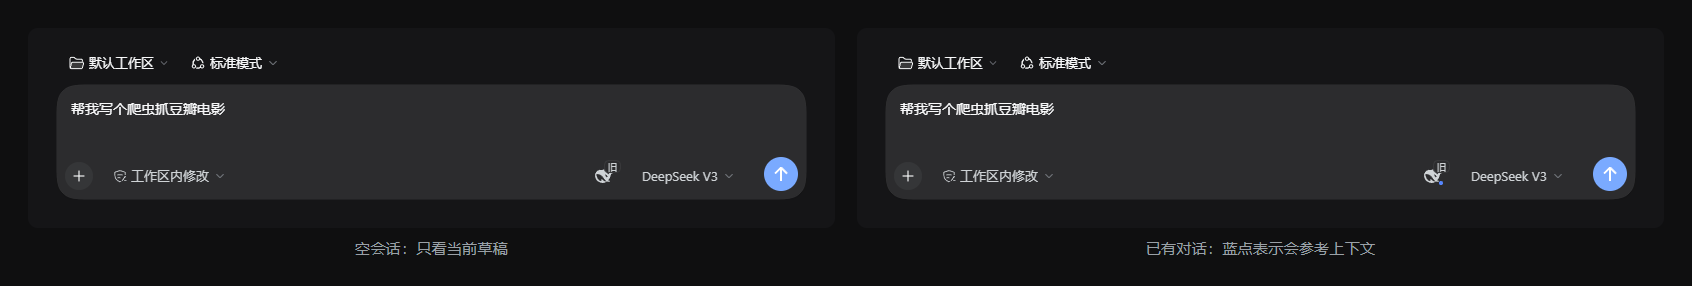 默认工作区 标准模式
帮我写个爬虫抓豆瓣电影
工作区内修改 旧 DeepSeek V3
空会话：只看当前草稿
默认工作区 标准模式
帮我写个爬虫抓豆瓣电影
工作区内修改 旧 DeepSeek V3
已有对话：蓝点表示会参考上下文